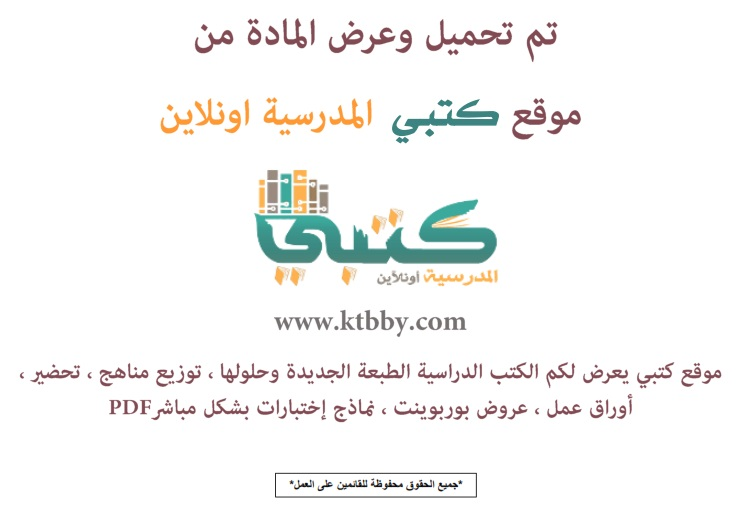 تم تحميل وعرض المادة من
موقع كتبي المدرسية اونلاين
كتبي
المدرسية أونلاين
www.ktbby.com
موقع كتبي يعرض لكم الكتب الدراسية الطبعة الجديدة وحلولها ، توزيع مناهج ، تحضير ،
أوراق عمل ، عروض بوربوينت ، نماذج إختبارات بشكل مباشر PDF
*جميع الحقوق محفوظة للقائمين على العمل*